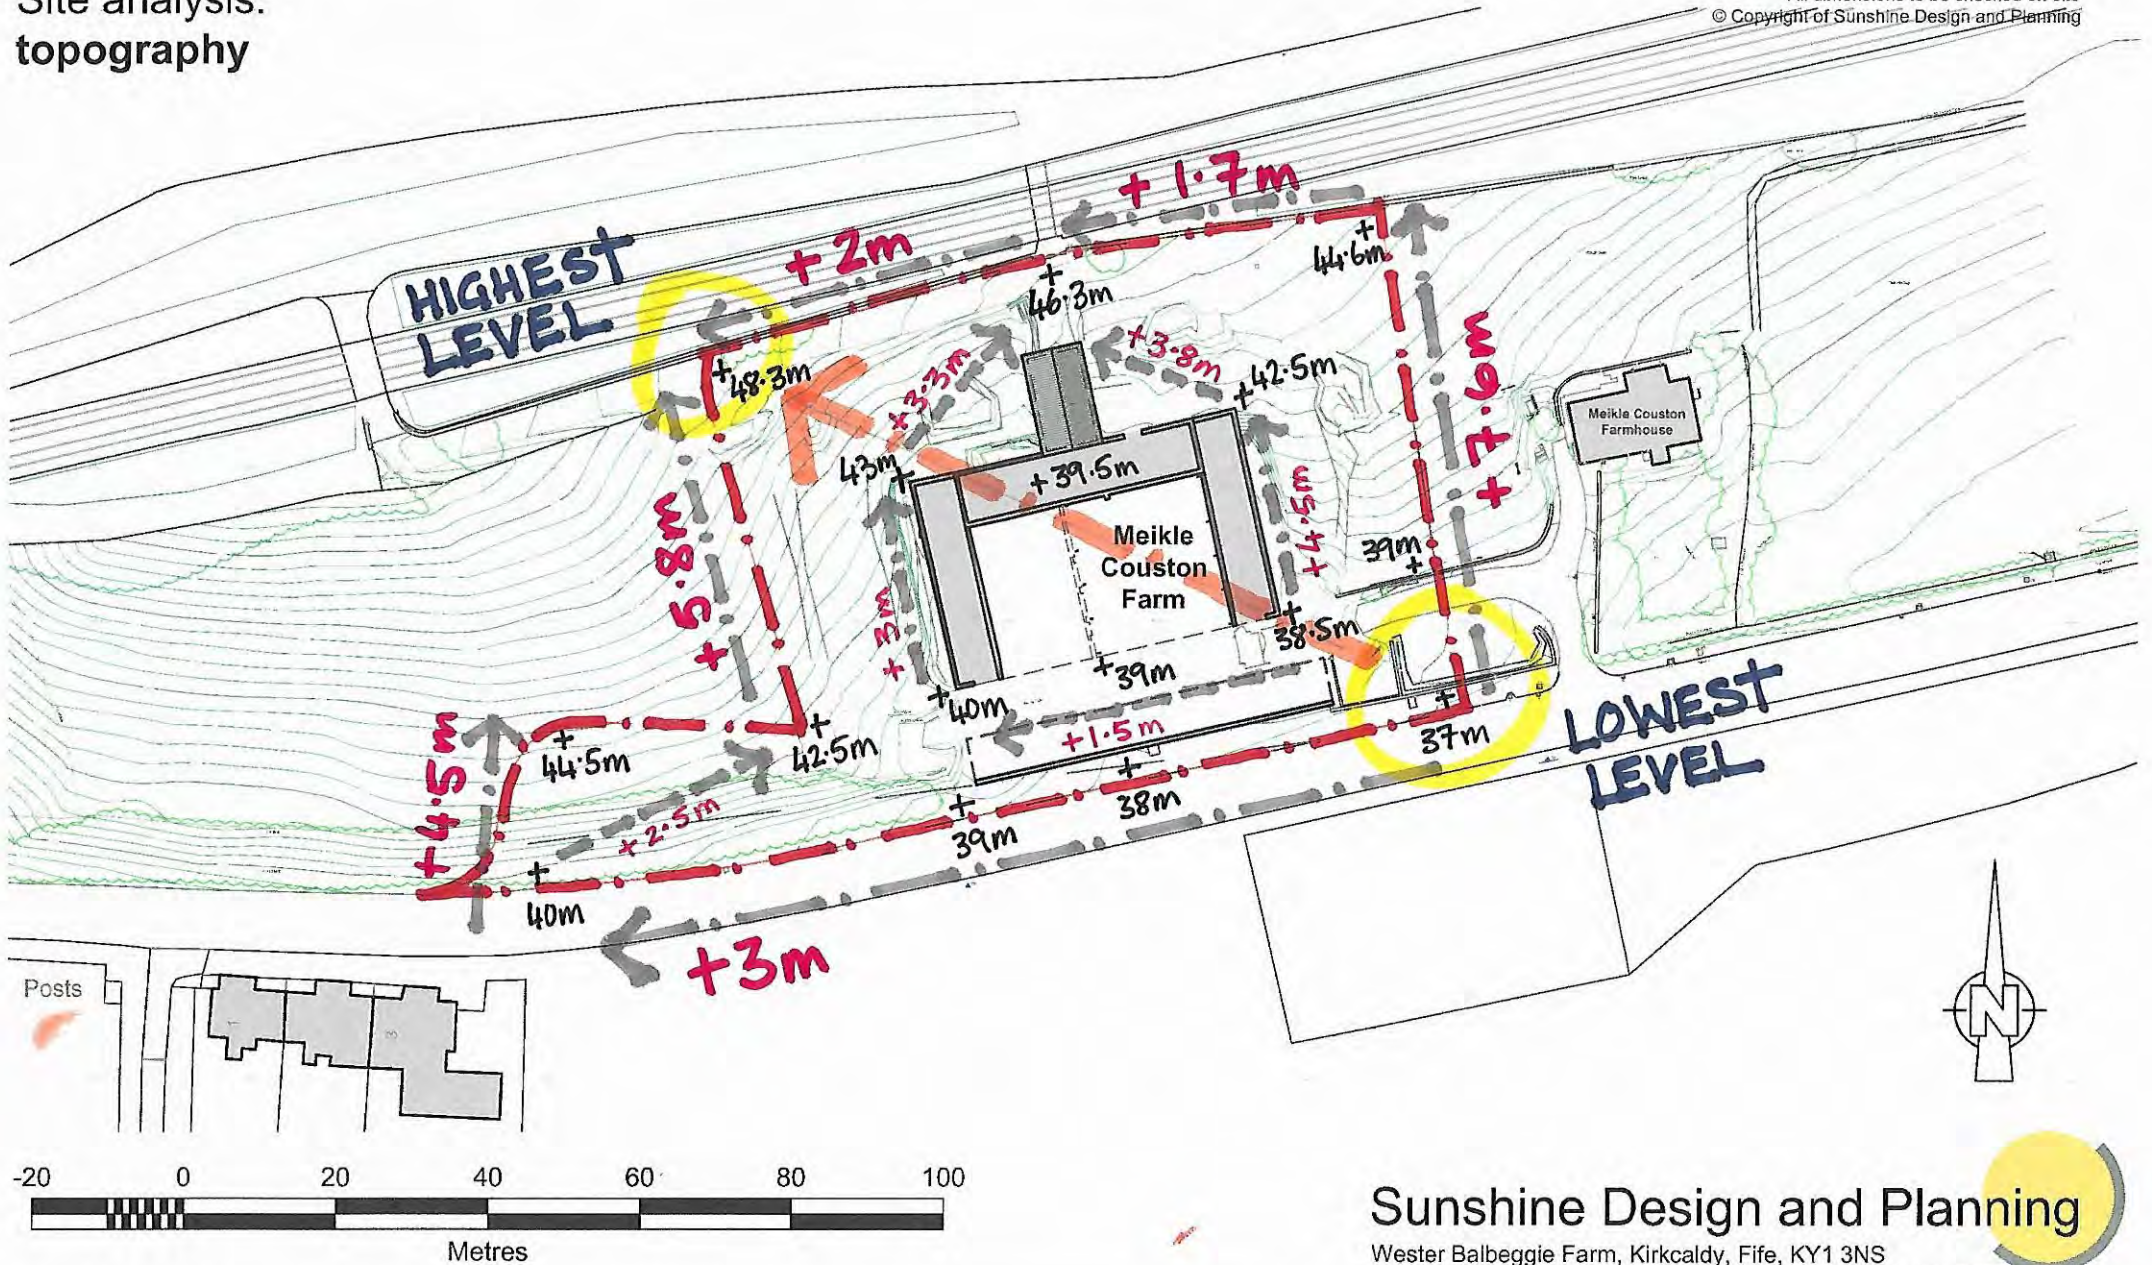 Site analysis:
topography
© Copyright of Sunshine Design and Planning
+ 1.7m
+ 2m
HIGHEST
LEVEL
44.6m
46.3m
48.3m
+3.3m
+3.8m
42.5m
+ 7.6m
Meikle Couston
Farmhouse
43m
+39.5m
+ 5.8m
+4.5m
Meikle
Couston
Farm
39m
+3m
38.5m
39m
40m
+1.5m
37m
LOWEST
LEVEL
42.5m
44.5m
+4.5m
+2.5m
38m
39m
40m
+3m
Posts
1
3
N
-20 0 20 40 60 80 100
Metres
Sunshine Design and Planning
Wester Balbeggie Farm, Kirkcaldy, Fife, KY1 3NS